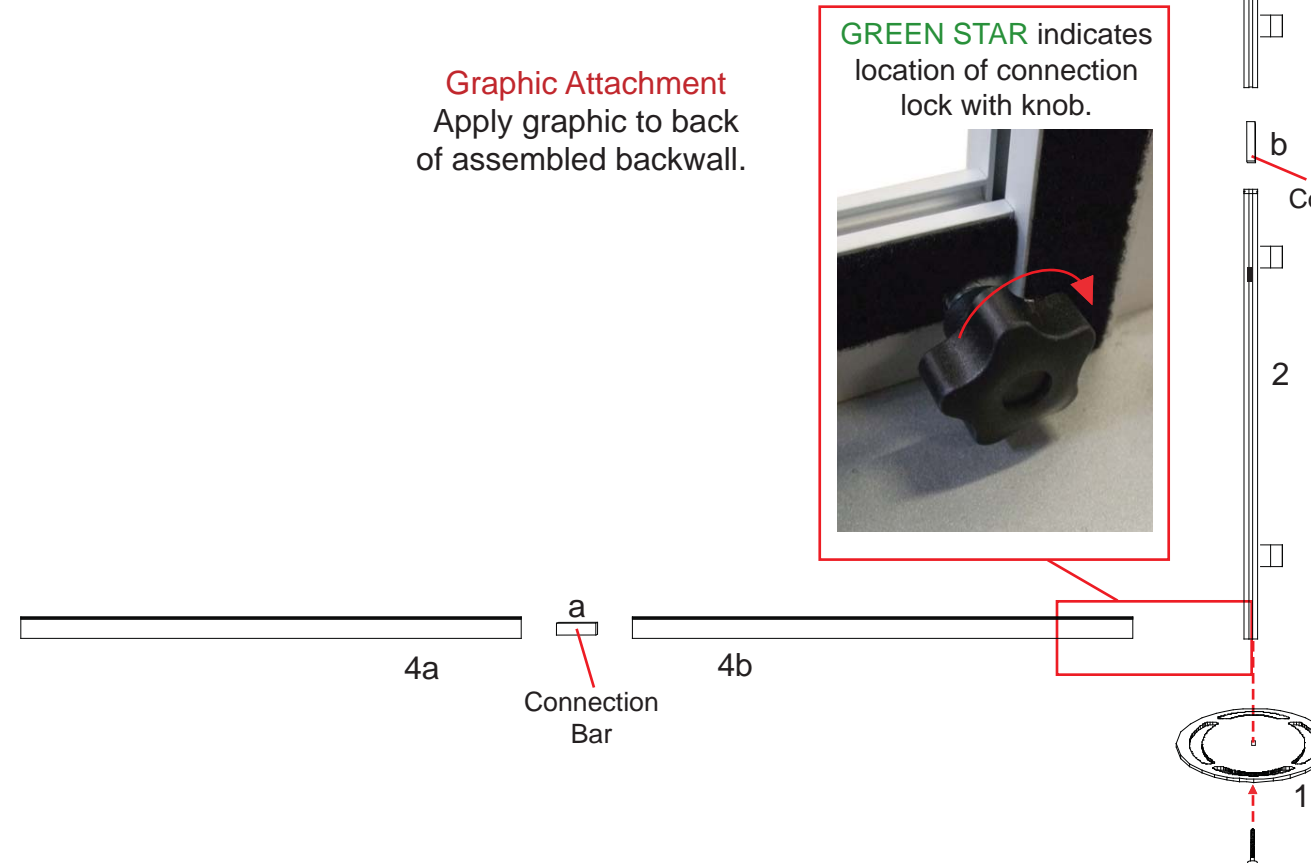 Graphic Attachment
Apply graphic to back
of assembled backwall.
GREEN STAR indicates
location of connection
lock with knob.
b
2
a
4a
Connection
Bar
4b
1